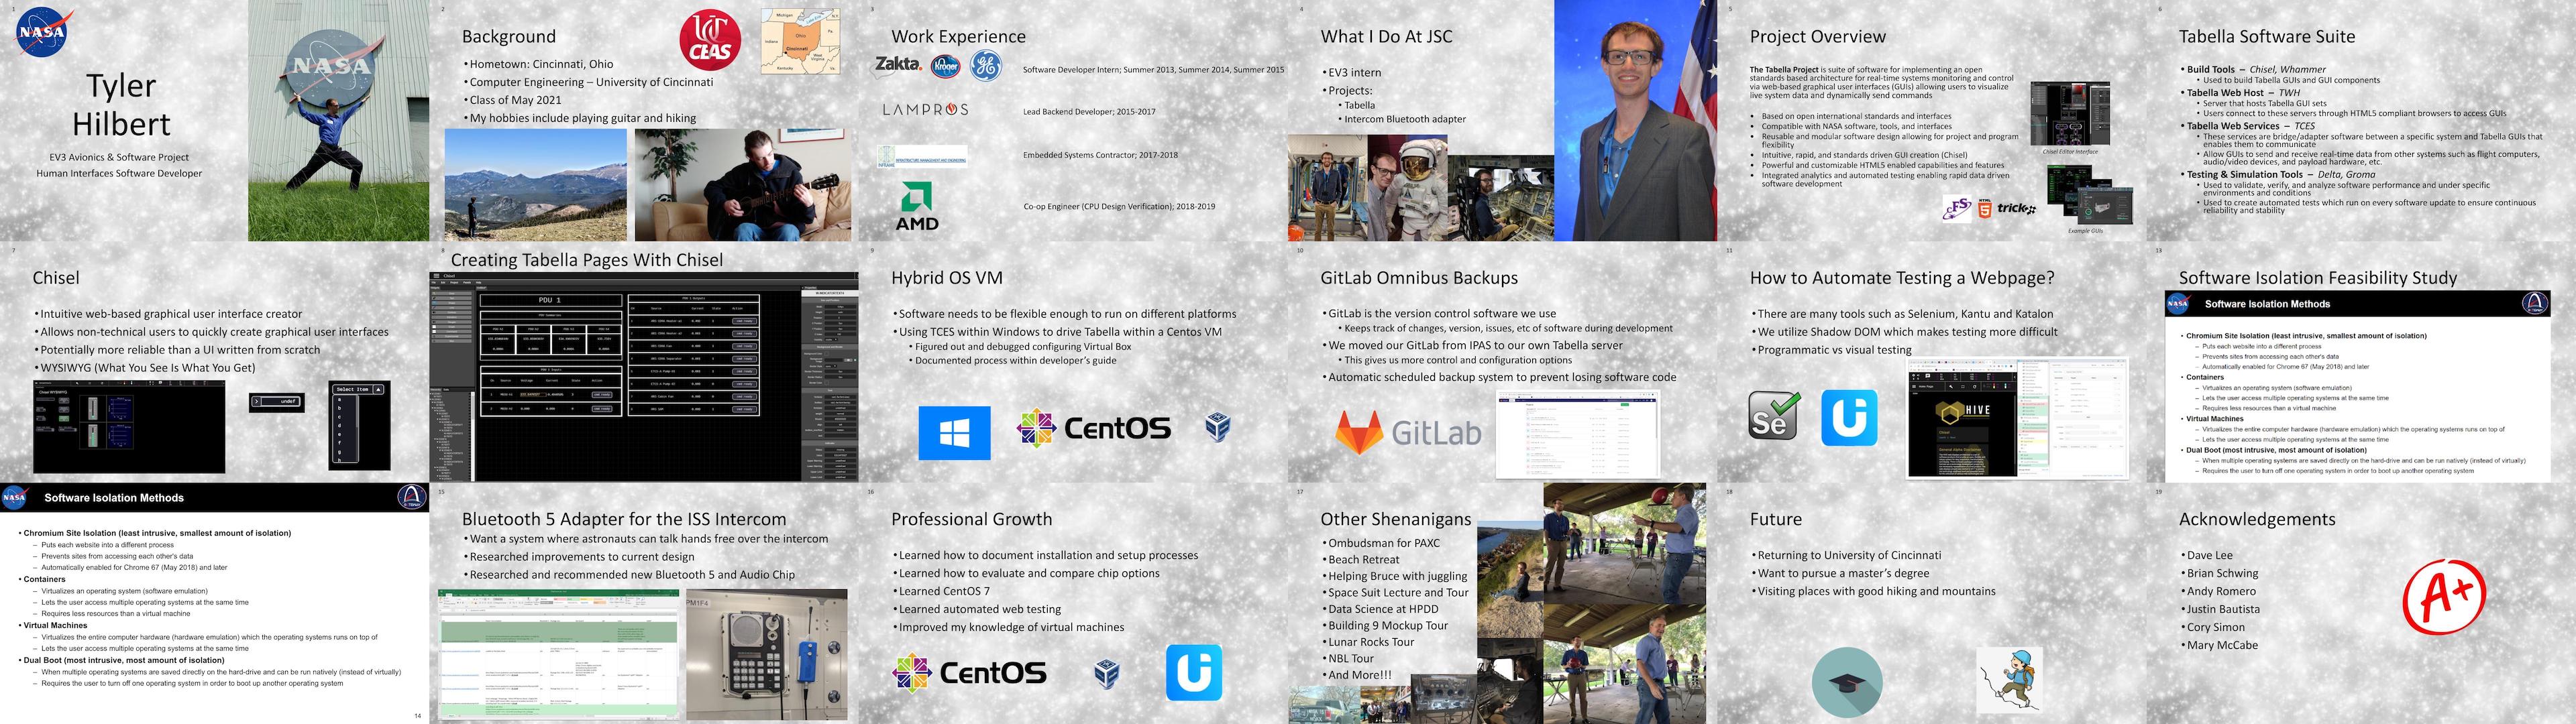 1
NASA
Tyler
Hilbert
EV3 Avionics & Software Project
Human Interfaces Software Developer
NASA
2
Background
• Hometown: Cincinnati, Ohio
• Computer Engineering – University of Cincinnati
• Class of May 2021
• My hobbies include playing guitar and hiking
CEAS
Michigan
Ohio
Indiana
Cincinnati
Kentucky
3
Work Experience
Zakta.
Kroger
Software Developer Intern; Summer 2013, Summer 2014, Summer 2015
LAMPROS
Lead Backend Developer; 2015-2017
Embedded Systems Contractor; 2017-2018
AMD
Co-op Engineer (CPU Design Verification); 2018-2019
4
What I Do At JSC
• EV3 intern
• Projects:
• Tabella
• Intercom Bluetooth adapter
5
Project Overview
The Tabella Project is suite of software for implementing an open
standards based architecture for real-time systems monitoring and control
via web-based graphical user interfaces (GUIs) allowing users to visualize
live system data and dynamically send commands
• Based on open international standards and interfaces
• Compatible with NASA software, tools, and interfaces
• Reusable and modular software design allowing for project and program
flexibility
• Intuitive, rapid, and standards driven GUI creation (Chisel)
• Powerful and customizable HTML5 enabled capabilities and features
• Integrated analytics and automated testing enabling rapid data driven
software development
Chisel Editor Interface
cFS
HTML
5
trick
Example GUIs
6
Tabella Software Suite
• Build Tools – Chisel, Whammer
• Used to build Tabella GUIs and GUI components
• Tabella Web Host – TWH
• Server that hosts Tabella GUI sets
• Users connect to these servers through HTML5 compliant browsers to access GUIs
• Tabella Web Services – TCES
• These services are bridge/adapter software between a specific system and Tabella GUIs that
enables them to communicate
• Allow GUIs to send and receive real-time data from other systems such as flight computers,
audio/video devices, and payload hardware, etc.
• Testing & Simulation Tools – Delta, Groma
• Used to validate, verify, and analyze software performance and under specific
environments and conditions
• Used to create automated tests which run on every software update to ensure continuous
reliability and stability
7
Chisel
• Intuitive web-based graphical user interface creator
• Allows non-technical users to quickly create graphical user interfaces
• Potentially more reliable than a UI written from scratch
• WYSIWYG (What You See Is What You Get)
undef
Select Item
a
b
c
d
e
f
g
h
8
Creating Tabella Pages With Chisel
Chisel
PDU 1
9
Hybrid OS VM
• Software needs to be flexible enough to run on different platforms
• Using TCES within Windows to drive Tabella within a Centos VM
• Figured out and debugged configuring Virtual Box
• Documented process within developer's guide
CentOS
10
GitLab Omnibus Backups
• GitLab is the version control software we use
• Keeps track of changes, version, issues, etc of software during development
• We moved our GitLab from IPAS to our own Tabella server
• This gives us more control and configuration options
• Automatic scheduled backup system to prevent losing software code
GitLab
11
How to Automate Testing a Webpage?
• There are many tools such as Selenium, Kantu and Katalon
• We utilize Shadow DOM which makes testing more difficult
• Programmatic vs visual testing
Se
Ui
HIVE
13
Software Isolation Feasibility Study
NASA
Software Isolation Methods
• Chromium Site Isolation (least intrusive, smallest amount of isolation)
– Puts each website into a different process
– Prevents sites from accessing each other's data
– Automatically enabled for Chrome 67 (May 2018) and later
• Containers
– Virtualizes an operating system (software emulation)
– Lets the user access multiple operating systems at the same time
– Requires less resources than a virtual machine
• Virtual Machines
– Virtualizes the entire computer hardware (hardware emulation) which the operating systems runs on top of
– Lets the user access multiple operating systems at the same time
• Dual Boot (most intrusive, most amount of isolation)
– When multiple operating systems are saved directly on the hard-drive and can be run natively (instead of virtually)
– Requires the user to turn off one operating system in order to boot up another operating system
NASA
Software Isolation Methods
• Chromium Site Isolation (least intrusive, smallest amount of isolation)
– Puts each website into a different process
– Prevents sites from accessing each other's data
– Automatically enabled for Chrome 67 (May 2018) and later
• Containers
– Virtualizes an operating system (software emulation)
– Lets the user access multiple operating systems at the same time
– Requires less resources than a virtual machine
• Virtual Machines
– Virtualizes the entire computer hardware (hardware emulation) which the operating systems runs on top of
– Lets the user access multiple operating systems at the same time
• Dual Boot (most intrusive, most amount of isolation)
– When multiple operating systems are saved directly on the hard-drive and can be run natively (instead of virtually)
– Requires the user to turn off one operating system in order to boot up another operating system
14
15
Bluetooth 5 Adapter for the ISS Intercom
• Want a system where astronauts can talk hands free over the intercom
• Researched improvements to current design
• Researched and recommended new Bluetooth 5 and Audio Chip
PM1F4
16
Professional Growth
• Learned how to document installation and setup processes
• Learned how to evaluate and compare chip options
• Learned CentOS 7
• Learned automated web testing
• Improved my knowledge of virtual machines
CentOS
Ui
17
Other Shenanigans
• Ombudsman for PAXC
• Beach Retreat
• Helping Bruce with juggling
• Space Suit Lecture and Tour
• Data Science at HPDD
• Building 9 Mockup Tour
• Lunar Rocks Tour
• NBL Tour
• And More!!!
18
Future
• Returning to University of Cincinnati
• Want to pursue a master's degree
• Visiting places with good hiking and mountains
19
Acknowledgements
• Dave Lee
• Brian Schwing
• Andy Romero
• Justin Bautista
• Cory Simon
• Mary McCabe
A+